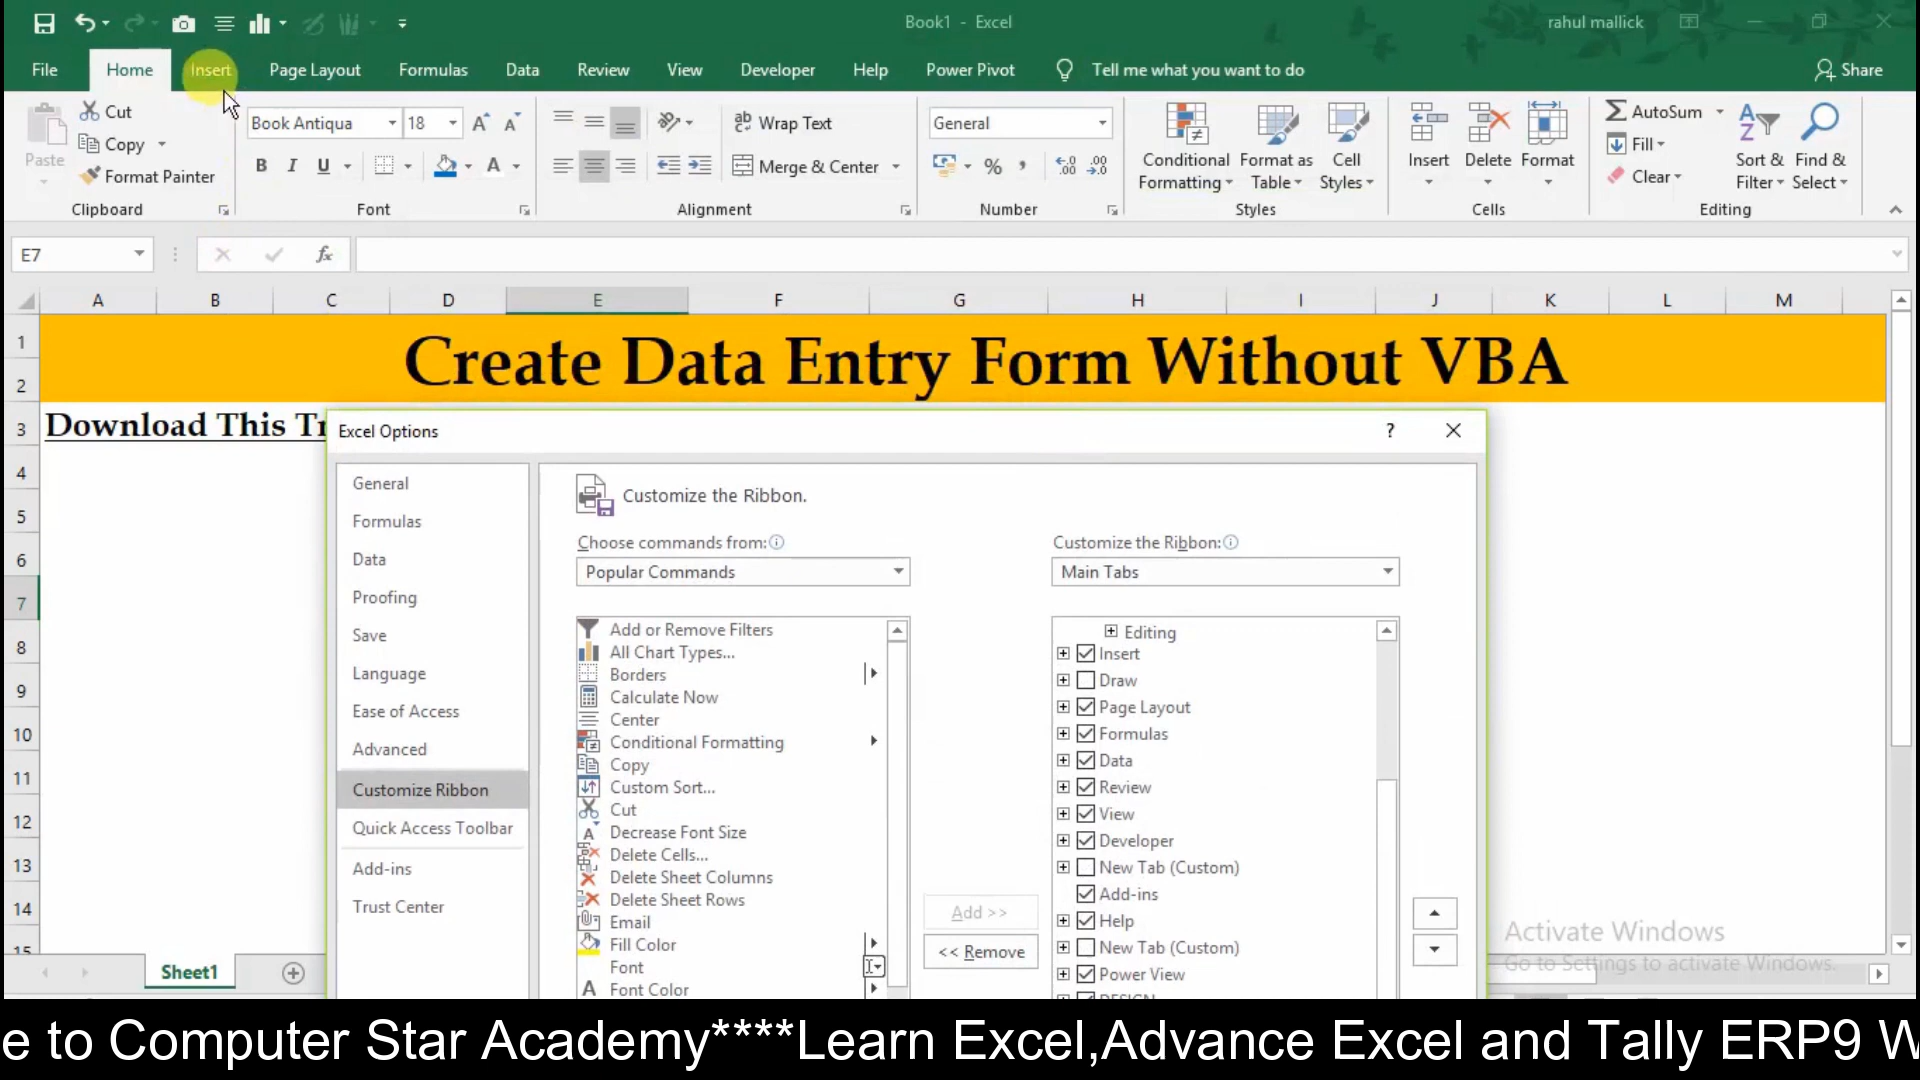 Book1 - Excel
rahul mallick
File
Home
Insert
Page Layout
Formulas
Data
Review
View
Developer
Help
Power Pivot
Tell me what you want to do
Share
Paste
Cut
Copy
Format Painter
Clipboard
Book Antiqua
18
B I U
Font
Wrap Text
Merge & Center
Alignment
General
%
Number
Conditional Formatting
Format as Table
Cell Styles
Styles
Insert
Delete
Format
Cells
AutoSum
Fill
Clear
Sort & Filter
Find & Select
Editing
E7
fx
A B C D E F G H I J K L M
1
2
Create Data Entry Form Without VBA
3
Download This Tr
4
5
6
7
8
9
10
11
12
13
14
15
Excel Options
?
General
Formulas
Data
Proofing
Save
Language
Ease of Access
Advanced
Customize Ribbon
Quick Access Toolbar
Add-ins
Trust Center
Customize the Ribbon.
Choose commands from:
Popular Commands
Add or Remove Filters
All Chart Types...
Borders
Calculate Now
Center
Conditional Formatting
Copy
Custom Sort...
Cut
Decrease Font Size
Delete Cells...
Delete Sheet Columns
Delete Sheet Rows
Email
Fill Color
Font
Font Color
Add >>
<< Remove
Customize the Ribbon:
Main Tabs
Editing
Insert
Draw
Page Layout
Formulas
Data
Review
View
Developer
New Tab (Custom)
Add-ins
Help
New Tab (Custom)
Power View
DESIGN
Activate Windows
Go to Settings to activate Windows.
Sheet1
e to Computer Star Academy****Learn Excel,Advance Excel and Tally ERP9 W